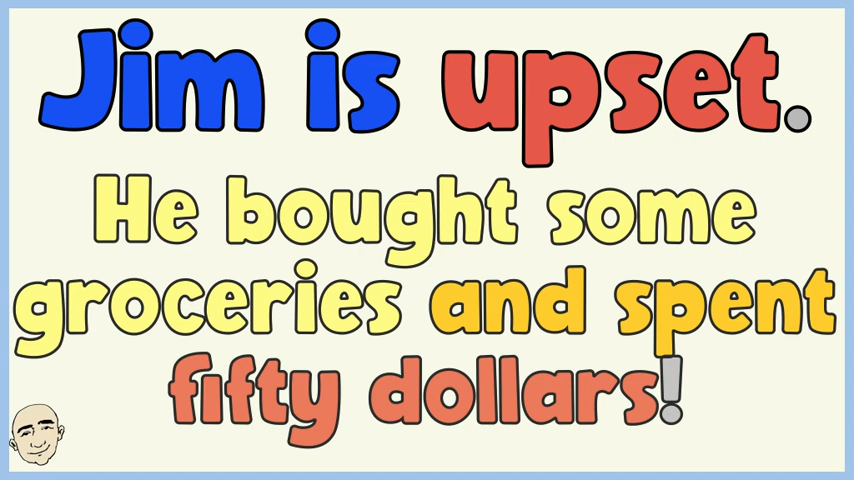 Jim is upset.
He bought some
groceries and spent
fifty dollars!